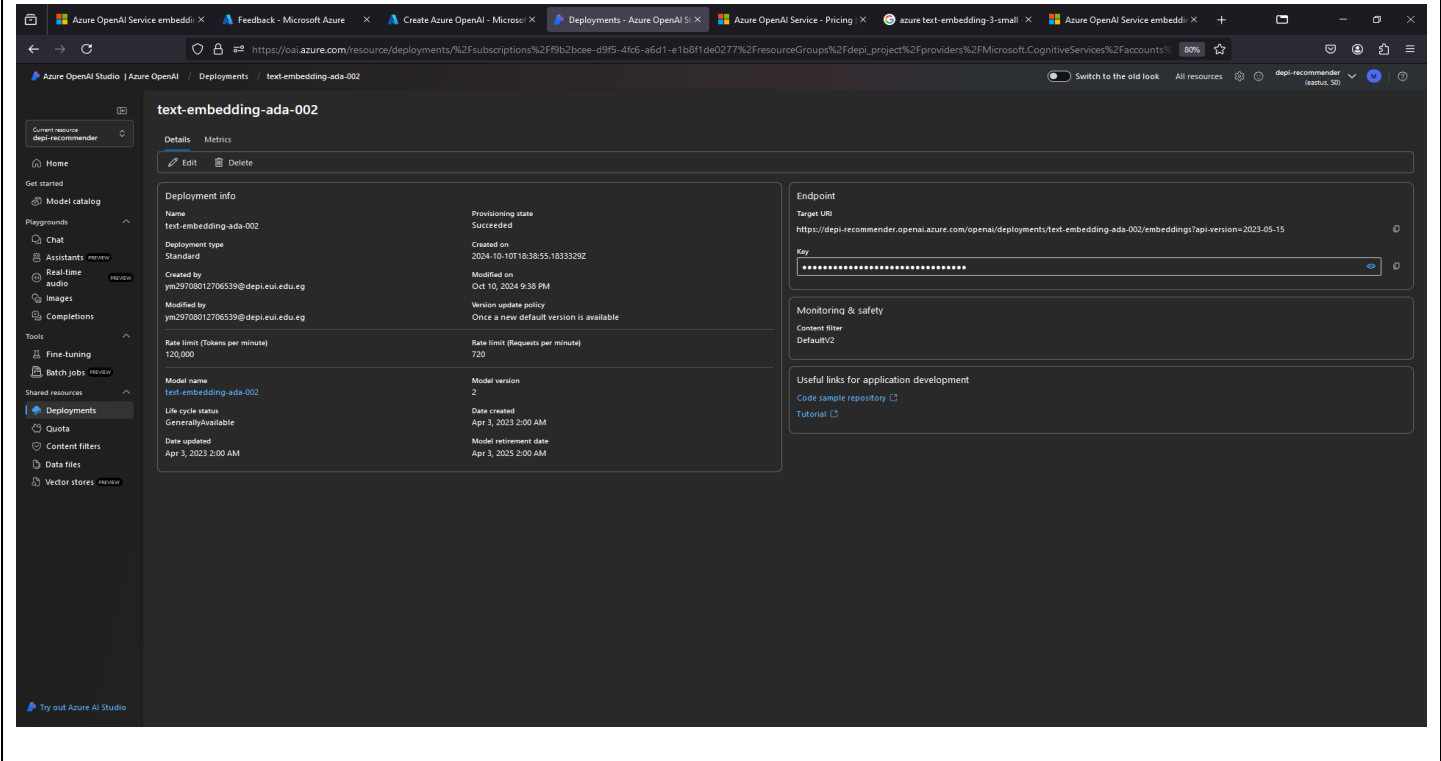 Azure OpenAI Service embeddin
Feedback - Microsoft Azure
Create Azure OpenAI - Microsof
Deployments - Azure OpenAI St
Azure OpenAI Service - Pricing |
azure text-embedding-3-small
Azure OpenAI Service embeddin
https://oai.azure.com/resource/deployments/%2Fsubscriptions%2Ff9b2bcee-d9f5-4fc6-a6d1-e1b8f1de0277%2FresourceGroups%2Fdepi_project%2Fproviders%2FMicrosoft.CognitiveServices%2Faccounts%
80%
Azure OpenAI Studio | Azure OpenAI / Deployments / text-embedding-ada-002
Switch to the old look
All resources
depi-recommender
(eastus, S0)
M
Current resource
depi-recommender
Home
Get started
Model catalog
Playgrounds
Chat
Assistants PREVIEW
Real-time audio PREVIEW
Images
Completions
Tools
Fine-tuning
Batch jobs PREVIEW
Shared resources
Deployments
Quota
Content filters
Data files
Vector stores PREVIEW
Try out Azure AI Studio
text-embedding-ada-002
Details Metrics
Edit Delete
Deployment info
Name
text-embedding-ada-002
Provisioning state
Succeeded
Deployment type
Standard
Created on
2024-10-10T18:38:55.1833329Z
Created by
ym29708012706539@depi.eui.edu.eg
Modified on
Oct 10, 2024 9:38 PM
Modified by
ym29708012706539@depi.eui.edu.eg
Version update policy
Once a new default version is available
Rate limit (Tokens per minute)
120,000
Rate limit (Requests per minute)
720
Model name
text-embedding-ada-002
Model version
2
Life cycle status
GenerallyAvailable
Date created
Apr 3, 2023 2:00 AM
Date updated
Apr 3, 2023 2:00 AM
Model retirement date
Apr 3, 2025 2:00 AM
Endpoint
Target URI
https://depi-recommender.openai.azure.com/openai/deployments/text-embedding-ada-002/embeddings?api-version=2023-05-15
Key
••••••••••••••••••••••••••••••••
Monitoring & safety
Content filter
DefaultV2
Useful links for application development
Code sample repository
Tutorial